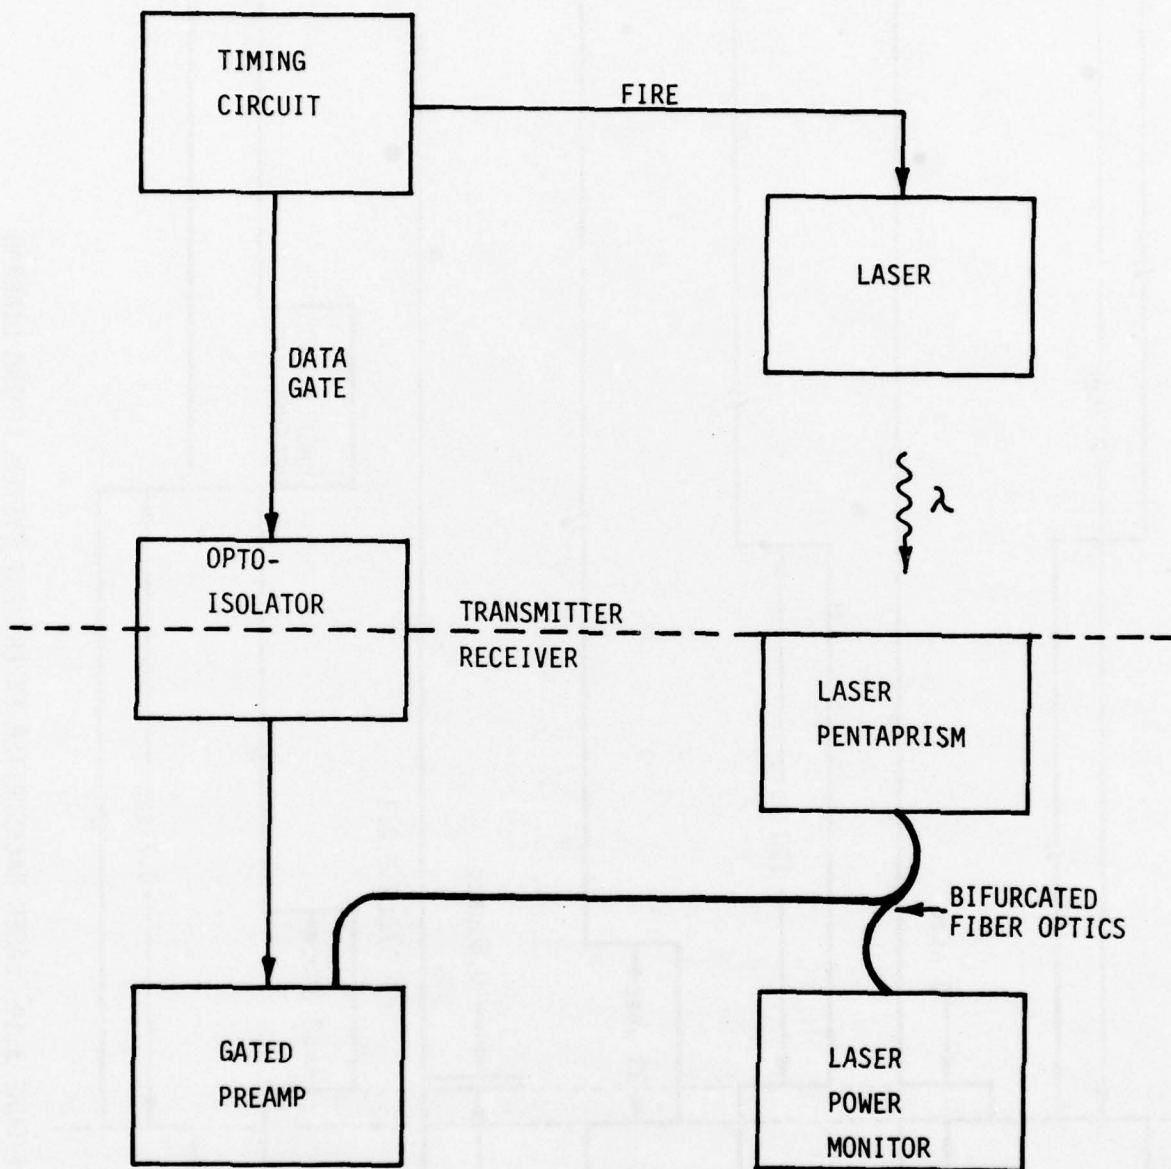 TIMING
CIRCUIT
FIRE
LASER
DATA
GATE
λ
OPTO-
ISOLATOR
TRANSMITTER
RECEIVER
LASER
PENTAPRISM
BIFURCATED
FIBER OPTICS
GATED
PREAMP
LASER
POWER
MONITOR